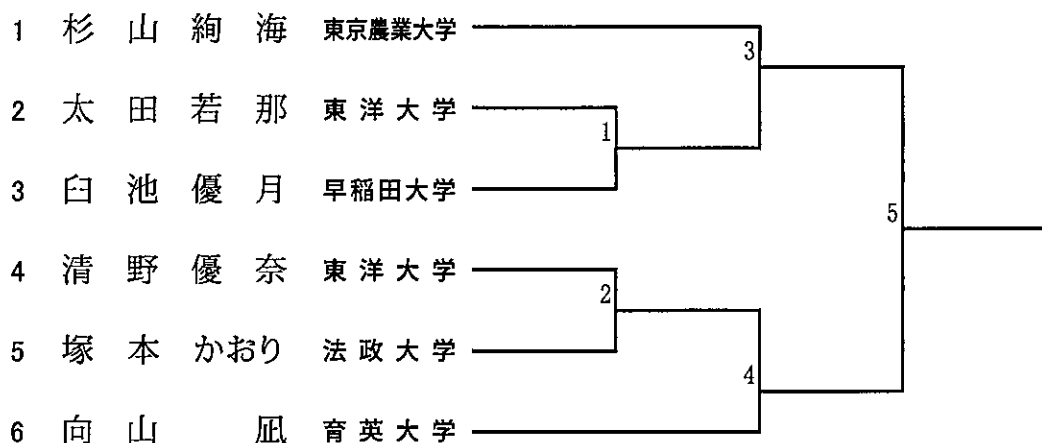 1 杉山絢海 東京農業大学
3
2 太田若那 東洋大学
1
3 臼池優月 早稲田大学
5
4 清野優奈 東洋大学
2
5 塚本かおり 法政大学
4
6 向山凪 育英大学